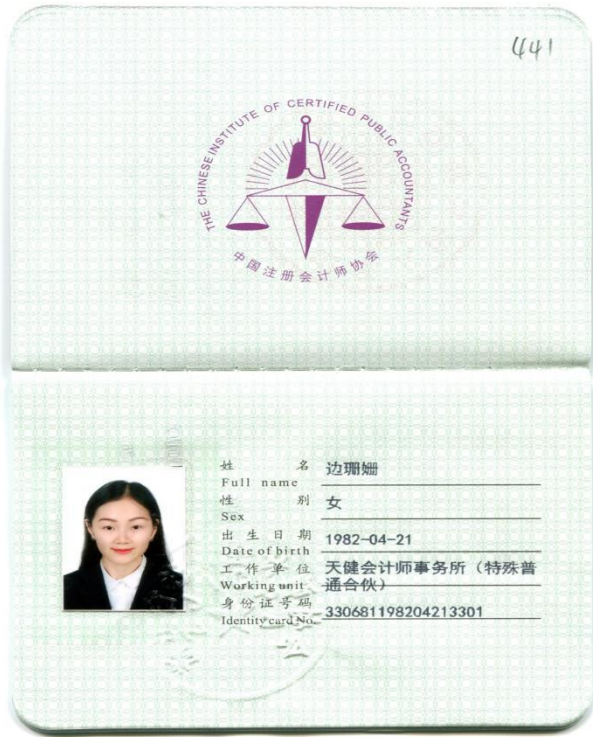 441
THE CHINESE INSTITUTE OF CERTIFIED PUBLIC ACCOUNTANTS
中国注册会计师协会
姓 名 边珊姗
Full name
性 别 女
Sex
出生日期 1982-04-21
Date of birth
工作单位 天健会计师事务所（特殊普
Working unit 通合伙）
身份证号码 330681198204213301
Identity card No.